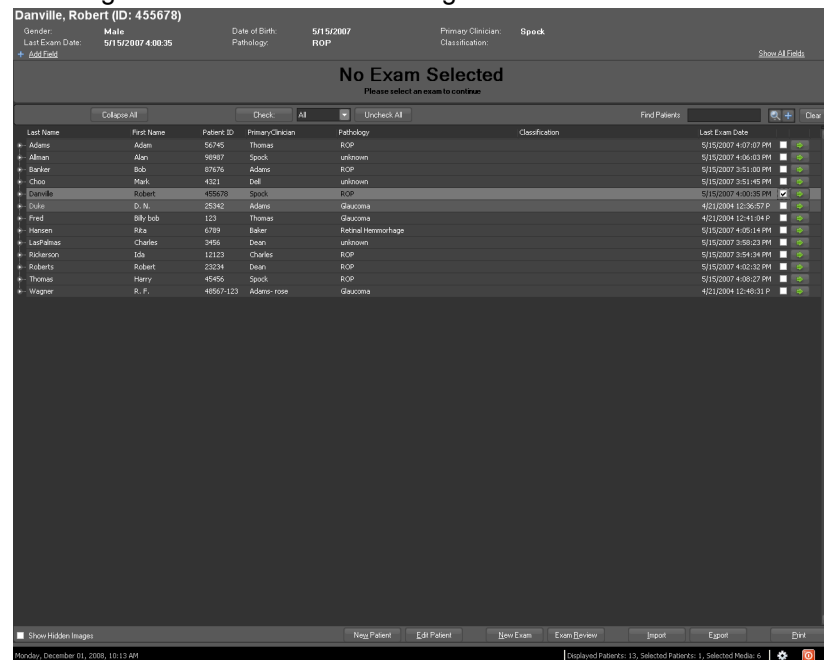 Danville, Robert (ID: 455678)
Gender: Male Date of Birth: 5/15/2007 Primary Clinician: Spock
Last Exam Date: 5/15/2007 4:00:35 Pathology: ROP Classification:
+ Add Field Show All Fields
No Exam Selected
Please select an exam to continue
Collapse All Check: All Uncheck All Find Patients Clear
Last Name First Name Patient ID PrimaryClinician Pathology Classification Last Exam Date
Adams Adam 56745 Thomas ROP 5/15/2007 4:07:07 PM
Allman Alan 98987 Spock unknown 5/15/2007 4:06:03 PM
Banker Bob 87676 Adams ROP 5/15/2007 3:51:00 PM
Choo Mark 4321 Dell unknown 5/15/2007 3:51:45 PM
Danville Robert 455678 Spock ROP 5/15/2007 4:00:35 PM
Duke D. N. 25342 Adams Glaucoma 4/21/2004 12:36:57 P
Fred Billy bob 123 Thomas Glaucoma 4/21/2004 12:41:04 P
Hansen Rita 6789 Baker Retinal Hemmorhage 5/15/2007 4:05:14 PM
LasPalmas Charles 3456 Dean unknown 5/15/2007 3:58:23 PM
Rickerson Ida 12123 Charles ROP 5/15/2007 3:54:34 PM
Roberts Robert 23234 Dean ROP 5/15/2007 4:02:32 PM
Thomas Harry 45456 Spock ROP 5/15/2007 4:08:27 PM
Wagner R. F. 48567-123 Adams- rose Glaucoma 4/21/2004 12:48:31 P
Show Hidden Images New Patient Edit Patient New Exam Exam Review Import Export Print
Monday, December 01, 2008, 10:13 AM Displayed Patients: 13, Selected Patients: 1, Selected Media: 6